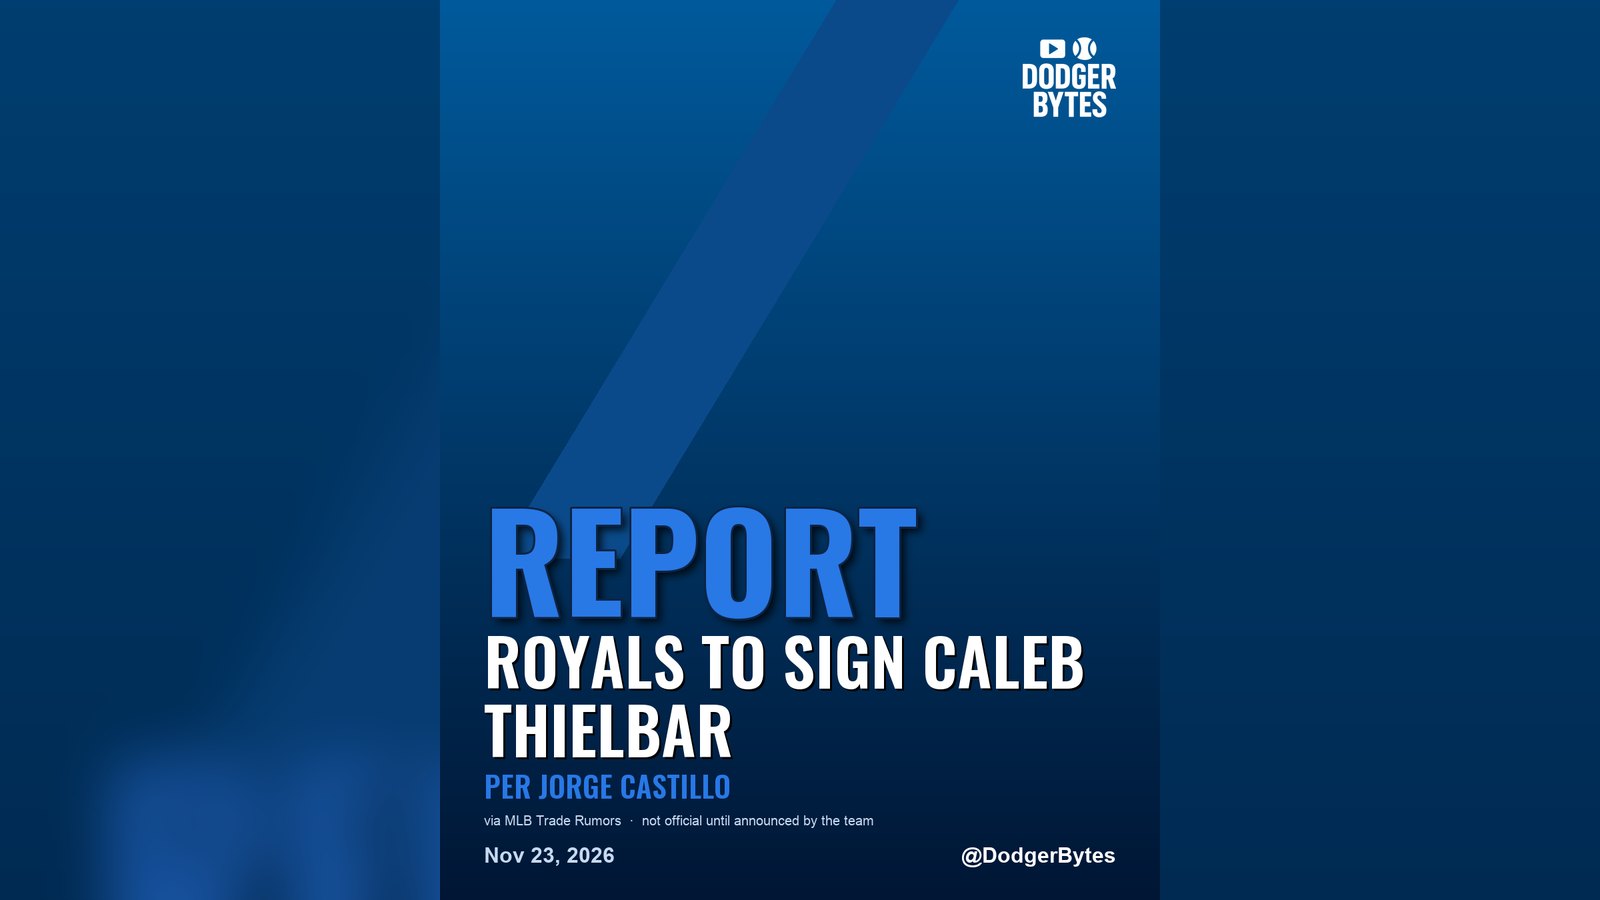 DODGER
BYTES
REPORT
ROYALS TO SIGN CALEB
THIELBAR
PER JORGE CASTILLO
via MLB Trade Rumors · not official until announced by the team
Nov 23, 2026
@DodgerBytes